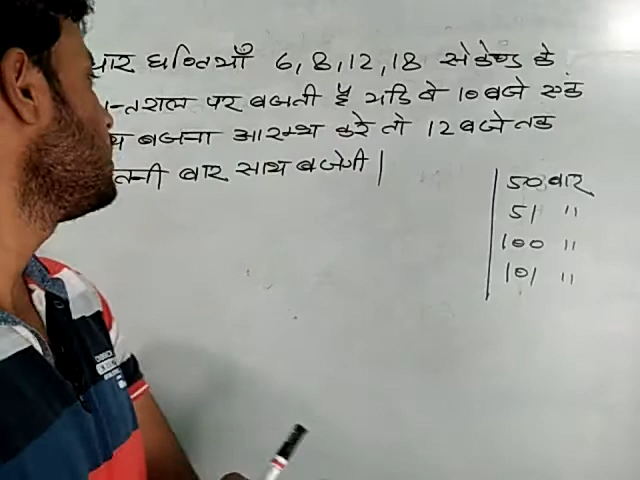 चार घण्टियाँ 6, 8, 12, 18 सेकेण्ड के
अन्तराल पर बजती है यदि वे 10 बजे एक
साथ बजना आरम्भ करे तो 12 बजे तक
कितनी बार साथ बजेगी |
50 बार
51 "
100 "
101 "